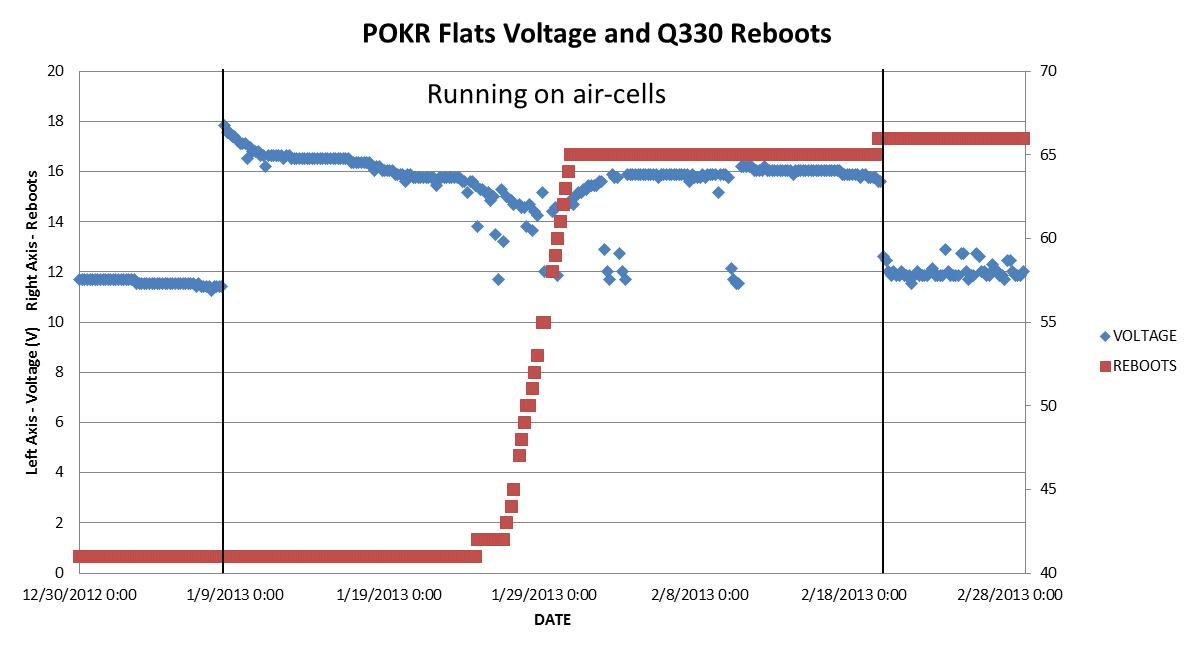 POKR Flats Voltage and Q330 Reboots
Running on air-cells
Left Axis - Voltage (V)    Right Axis - Reboots
20
18
16
14
12
10
8
6
4
2
0
70
65
60
55
50
45
40
VOLTAGE
REBOOTS
12/30/2012 0:00 1/9/2013 0:00 1/19/2013 0:00 1/29/2013 0:00 2/8/2013 0:00 2/18/2013 0:00 2/28/2013 0:00
DATE